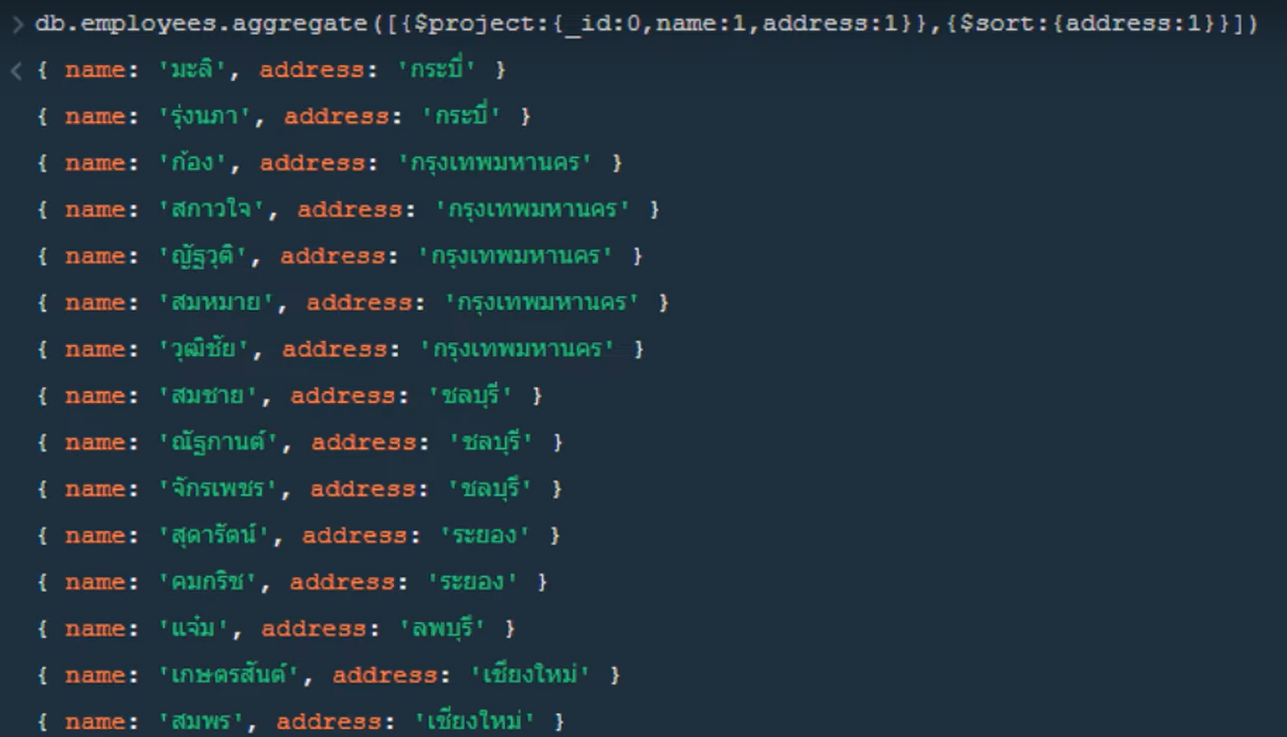 > db.employees.aggregate([{$project:{_id:0,name:1,address:1}},{$sort:{address:1}}])
< { name: 'มะลิ', address: 'กระบี่' }
{ name: 'รุ่งนภา', address: 'กระบี่' }
{ name: 'ก้อง', address: 'กรุงเทพมหานคร' }
{ name: 'สกาวใจ', address: 'กรุงเทพมหานคร' }
{ name: 'ญัฐวุติ', address: 'กรุงเทพมหานคร' }
{ name: 'สมหมาย', address: 'กรุงเทพมหานคร' }
{ name: 'วุฒิชัย', address: 'กรุงเทพมหานคร' }
{ name: 'สมชาย', address: 'ชลบุรี' }
{ name: 'ณัฐกานต์', address: 'ชลบุรี' }
{ name: 'จักรเพชร', address: 'ชลบุรี' }
{ name: 'สุดารัตน์', address: 'ระยอง' }
{ name: 'คมกริช', address: 'ระยอง' }
{ name: 'แจ๋ม', address: 'ลพบุรี' }
{ name: 'เกษตรสันต์', address: 'เชียงใหม่' }
{ name: 'สมพร', address: 'เชียงใหม่' }